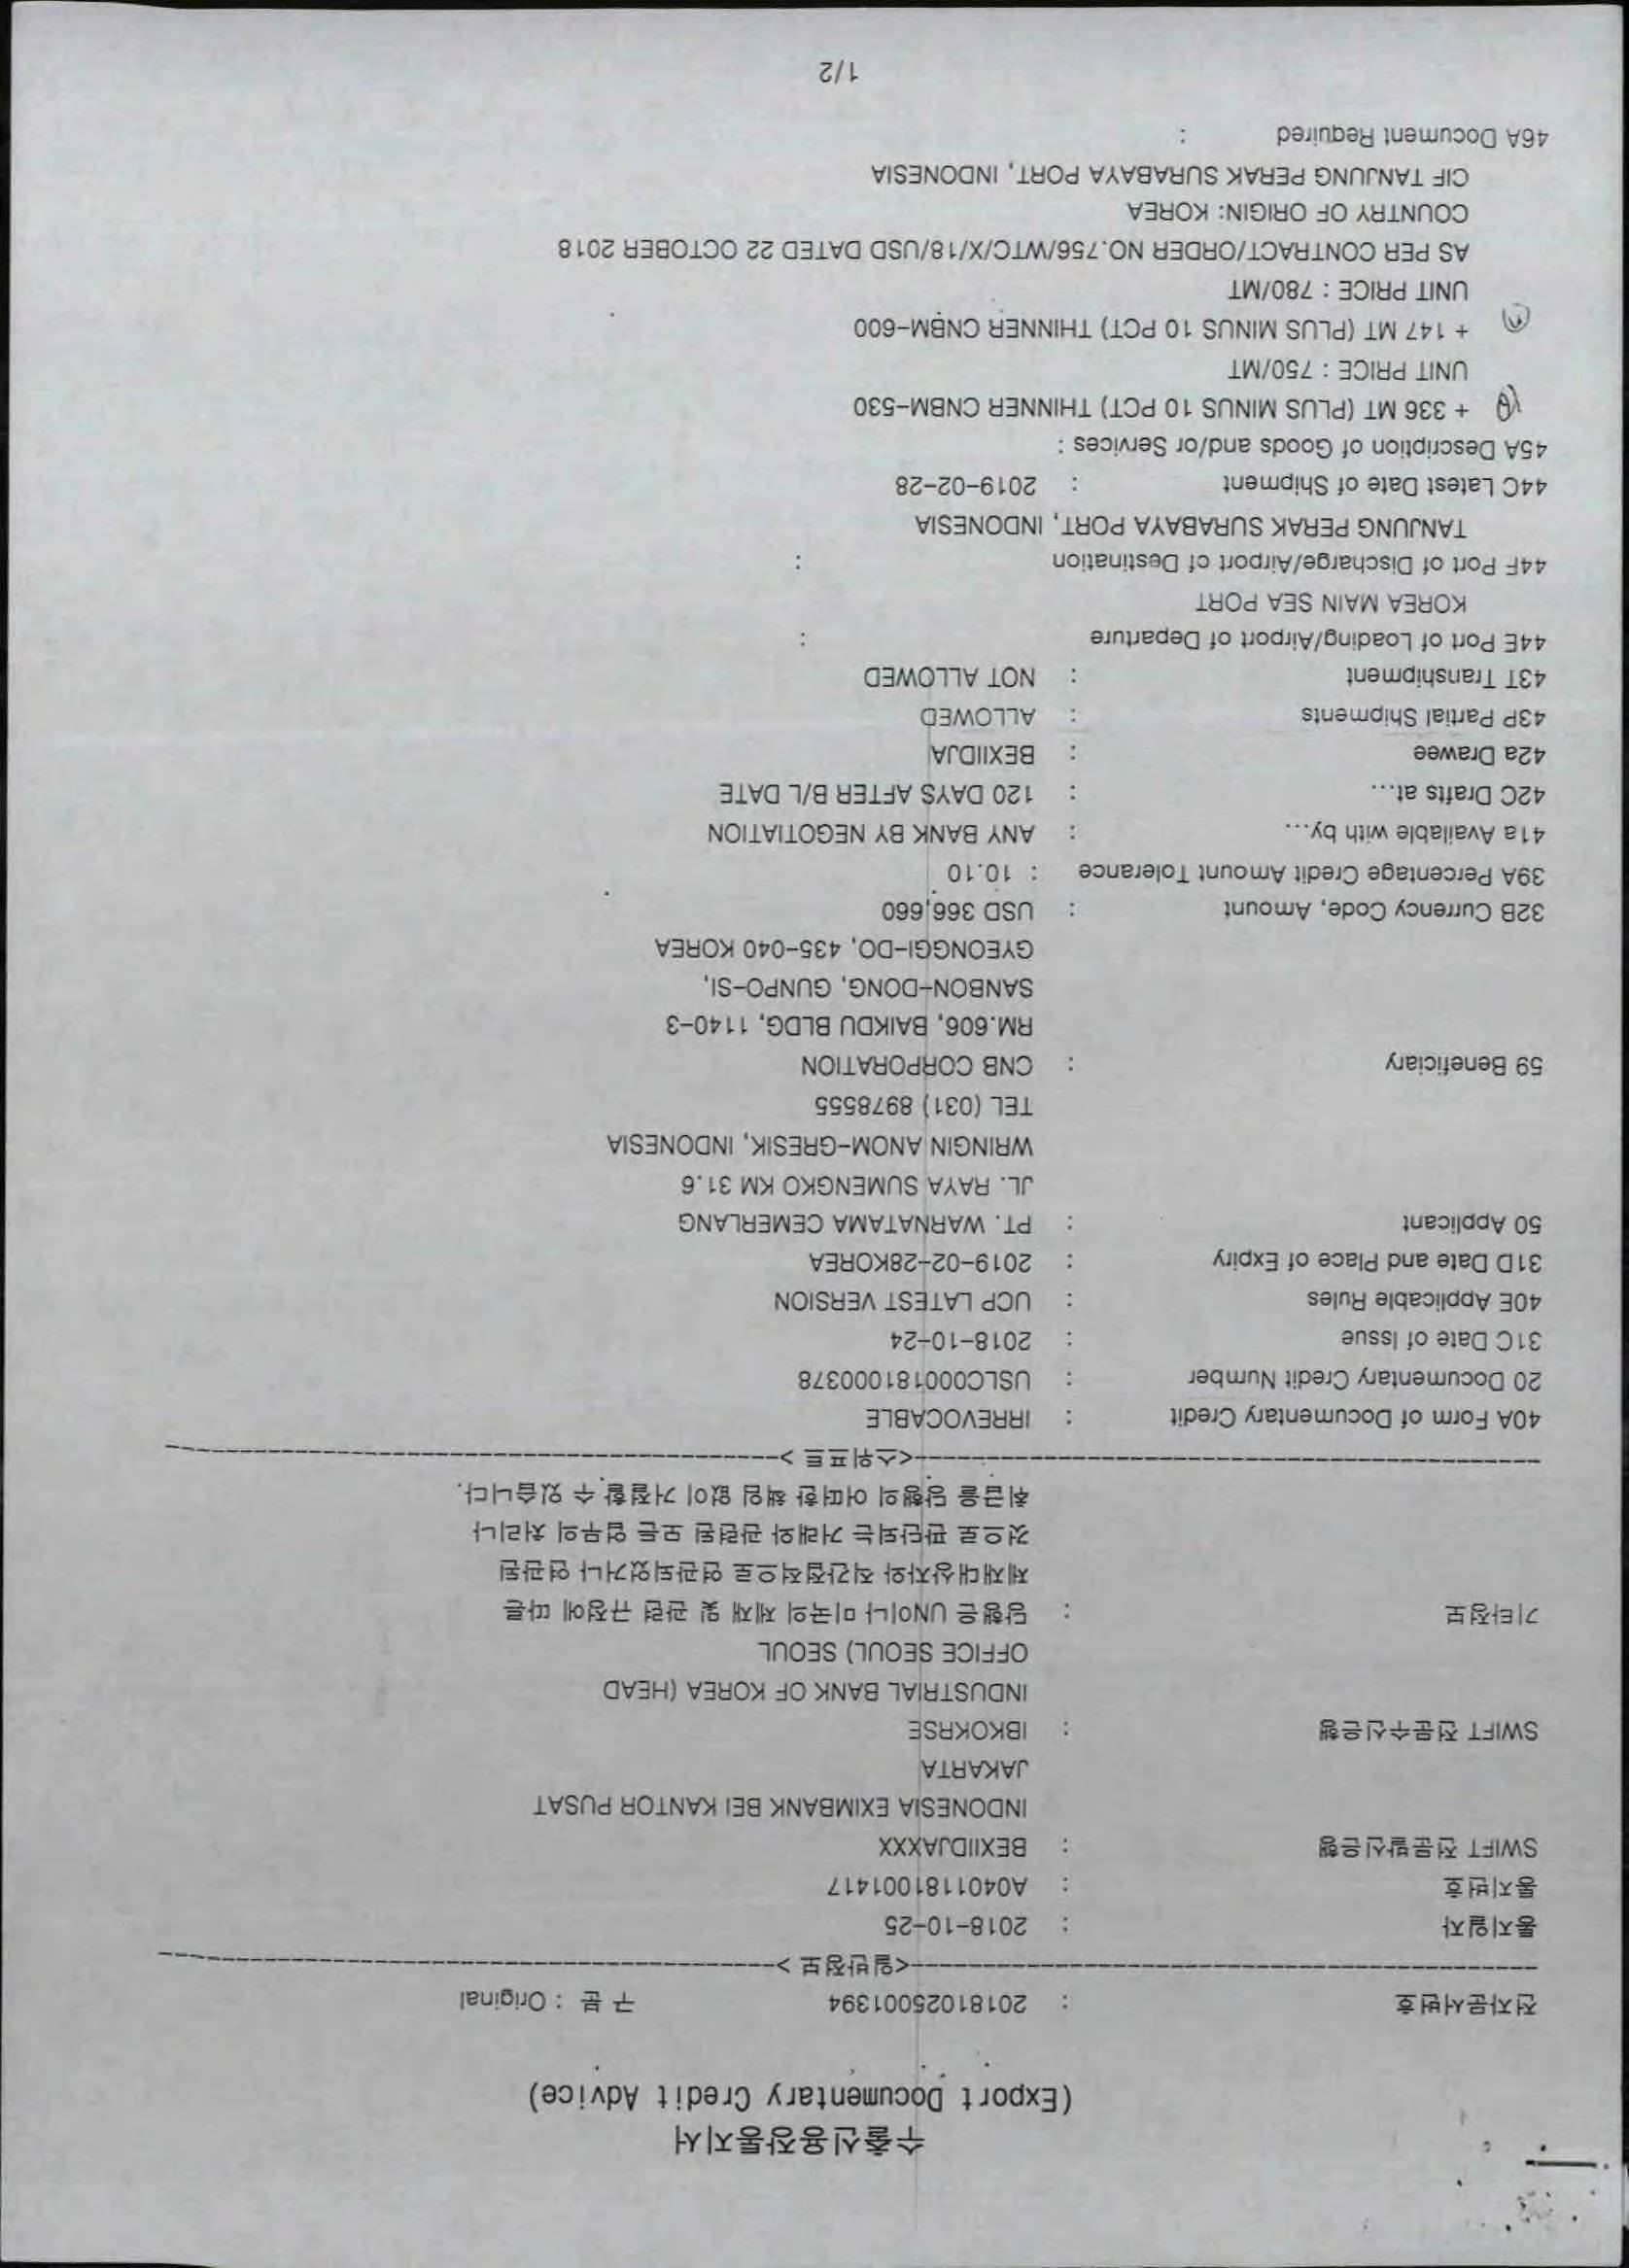 수출신용장통지서
(Export Documentary Credit Advice)
전자문서번호 : 20181025001394 구 분 : Original
<통번정보 >
통지일자 : 2018-10-25
통지번호 : A0401181001417
SWIFT 전문발신은행 : BEXIIDJAXXX
INDONESIA EXIMBANK BEI KANTOR PUSAT
JAKARTA
SWIFT 전문수신은행 : IBKOKRSE
INDUSTRIAL BANK OF KOREA (HEAD
OFFICE SEOUL) SEOUL
기타정보 : 당행은 UN이나 미국의 제재 및 관련 규정에 따를
제재대상자와 직간접적으로 연관되었거나 연관된
것으로 판단되는 거래와 관련된 모든 업무의 처리나
취급을 당행의 어떠한 책임 없이 거절할 수 있습니다.
<스위프트 >
40A Form of Documentary Credit : IRREVOCABLE
20 Documentary Credit Number : USLC000181000378
31C Date of Issue : 2018-10-24
40E Applicable Rules : UCP LATEST VERSION
31D Date and Place of Expiry : 2019-02-28KOREA
50 Applicant : PT. WARNATAMA CEMERLANG
JL. RAYA SUMENGKO KM 31.6
WRINGIN ANOM-GRESIK, INDONESIA
TEL (031) 8978555
59 Beneficiary : CNB CORPORATION
RM.606, BAIKDU BLDG, 1140-3
SANBON-DONG, GUNPO-SI,
GYEONGGI-DO, 435-040 KOREA
32B Currency Code, Amount : USD 366,660
39A Percentage Credit Amount Tolerance : 10.10
41a Available with by... : ANY BANK BY NEGOTIATION
42C Drafts at... : 120 DAYS AFTER B/L DATE
42a Drawee : BEXIIDJA
43P Partial Shipments : ALLOWED
43T Transhipment : NOT ALLOWED
44E Port of Loading/Airport of Departure :
KOREA MAIN SEA PORT
44F Port of Discharge/Airport of Destination :
TANJUNG PERAK SURABAYA PORT, INDONESIA
44C Latest Date of Shipment : 2019-02-28
45A Description of Goods and/or Services :
+ 336 MT (PLUS MINUS 10 PCT) THINNER CNBM-530
UNIT PRICE : 750/MT
+ 147 MT (PLUS MINUS 10 PCT) THINNER CNBM-600
UNIT PRICE : 780/MT
AS PER CONTRACT/ORDER NO.756/WTC/X/18/USD DATED 22 OCTOBER 2018
COUNTRY OF ORIGIN: KOREA
CIF TANJUNG PERAK SURABAYA PORT, INDONESIA
46A Document Required :
1/2